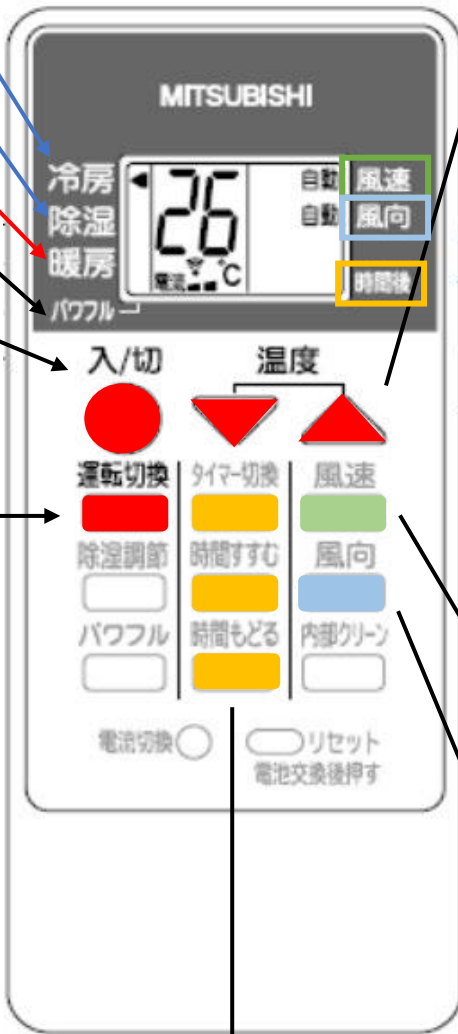 MITSUBISHI
冷房 ◀ 26 ℃ 自動 風速
除湿 自動 風向
暖房 電流 時間後
パワフル
入/切 温度
運転切換 タイマー切換 風速
除湿調節 時間すすむ 風向
パワフル 時間もどる 内部クリーン
電流切換 リセット
電池交換後押す